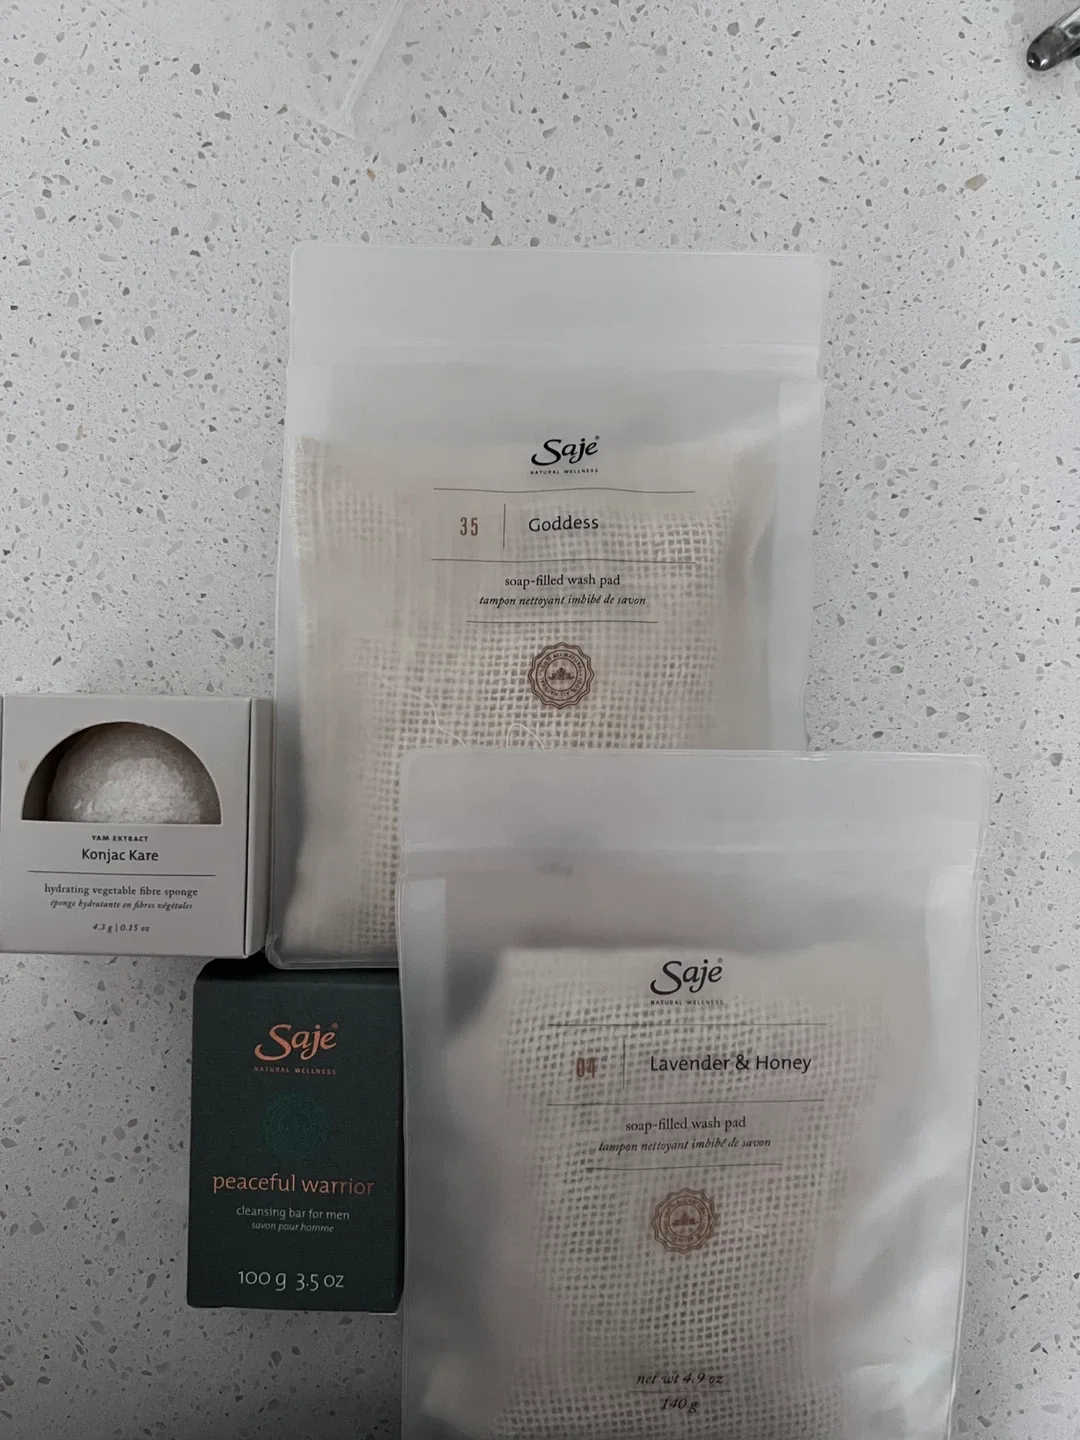 Saje
NATURAL WELLNESS
35
Goddess
soap-filled wash pad
tampon nettoyant imbibé de savon
YAM EXTRACT
Konjac Kare
hydrating vegetable fibre sponge
éponge hydratante en fibres végétales
4.3 g | 0.15 oz
Saje
NATURAL WELLNESS
peaceful warrior
cleansing bar for men
savon pour homme
100 g 3.5 oz
Saje
NATURAL WELLNESS
04
Lavender & Honey
soap-filled wash pad
tampon nettoyant imbibé de savon
net wt 4.9 oz
140 g